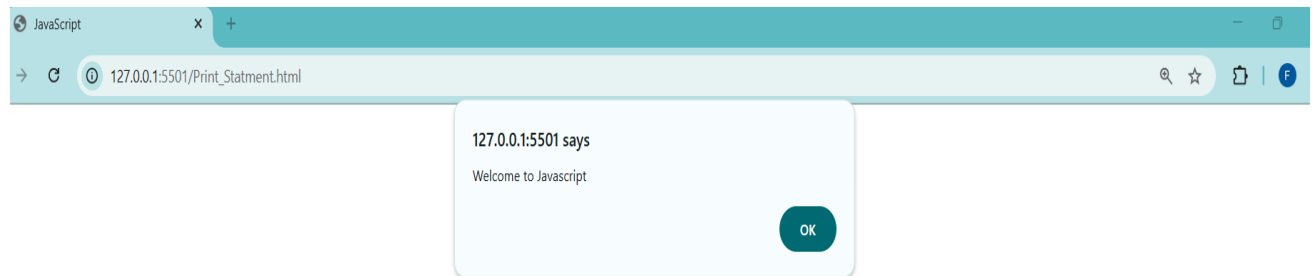 JavaScript
127.0.0.1:5501/Print_Statment.html
F
127.0.0.1:5501 says
Welcome to Javascript
OK